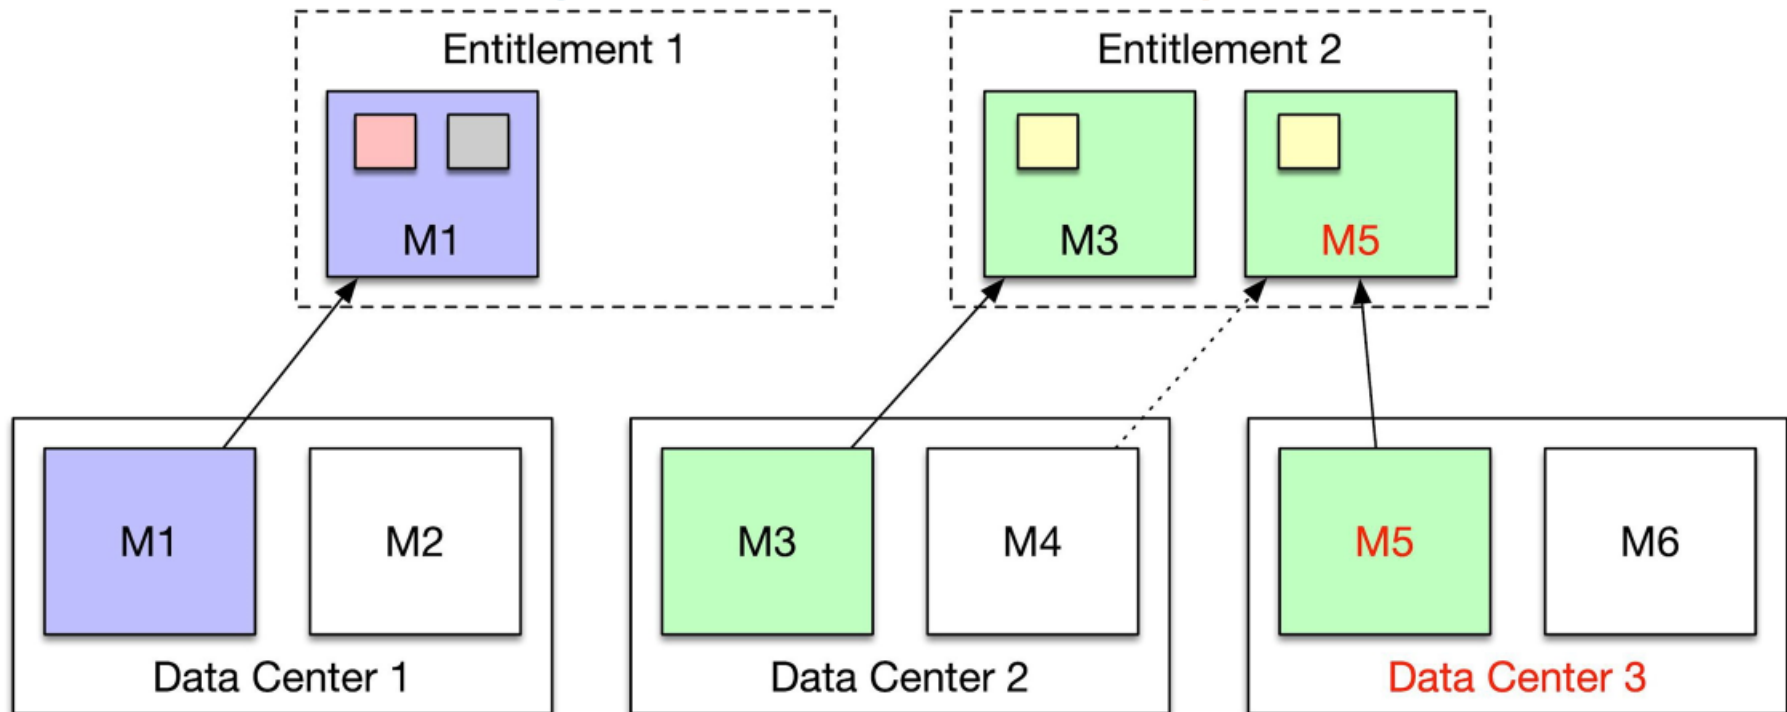 Entitlement 1
Entitlement 2
M1
M3
M5
M1
M2
M3
M4
M5
M6
Data Center 1
Data Center 2
Data Center 3